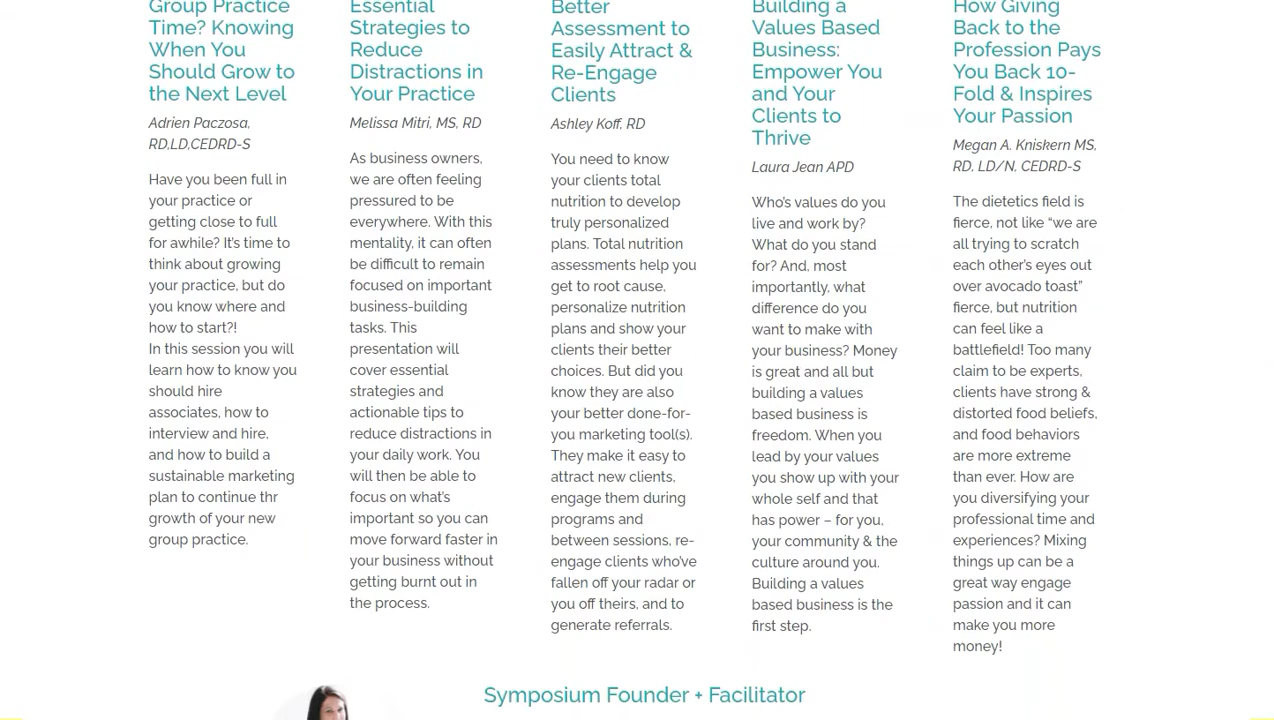 Group Practice
Time? Knowing
When You
Should Grow to
the Next Level
Adrien Paczosa,
RD,LD,CEDRD-S
Have you been full in
your practice or
getting close to full
for awhile? It's time to
think about growing
your practice, but do
you know where and
how to start?!
In this session you will
learn how to know you
should hire
associates, how to
interview and hire,
and how to build a
sustainable marketing
plan to continue thr
growth of your new
group practice.
Essential
Strategies to
Reduce
Distractions in
Your Practice
Melissa Mitri, MS, RD
As business owners,
we are often feeling
pressured to be
everywhere. With this
mentality, it can often
be difficult to remain
focused on important
business-building
tasks. This
presentation will
cover essential
strategies and
actionable tips to
reduce distractions in
your daily work. You
will then be able to
focus on what's
important so you can
move forward faster in
your business without
getting burnt out in
the process.
Better
Assessment to
Easily Attract &
Re-Engage
Clients
Ashley Koff, RD
You need to know
your clients total
nutrition to develop
truly personalized
plans. Total nutrition
assessments help you
get to root cause,
personalize nutrition
plans and show your
clients their better
choices. But did you
know they are also
your better done-for-
you marketing tool(s).
They make it easy to
attract new clients,
engage them during
programs and
between sessions, re-
engage clients who've
fallen off your radar or
you off theirs, and to
generate referrals.
Building a
Values Based
Business:
Empower You
and Your
Clients to
Thrive
Laura Jean APD
Who's values do you
live and work by?
What do you stand
for? And, most
importantly, what
difference do you
want to make with
your business? Money
is great and all but
building a values
based business is
freedom. When you
lead by your values
you show up with your
whole self and that
has power – for you,
your community & the
culture around you.
Building a values
based business is the
first step.
How Giving
Back to the
Profession Pays
You Back 10-
Fold & Inspires
Your Passion
Megan A. Kniskern MS,
RD, LD/N, CEDRD-S
The dietetics field is
fierce, not like “we are
all trying to scratch
each other's eyes out
over avocado toast”
fierce, but nutrition
can feel like a
battlefield! Too many
claim to be experts,
clients have strong &
distorted food beliefs,
and food behaviors
are more extreme
than ever. How are
you diversifying your
professional time and
experiences? Mixing
things up can be a
great way engage
passion and it can
make you more
money!
Symposium Founder + Facilitator